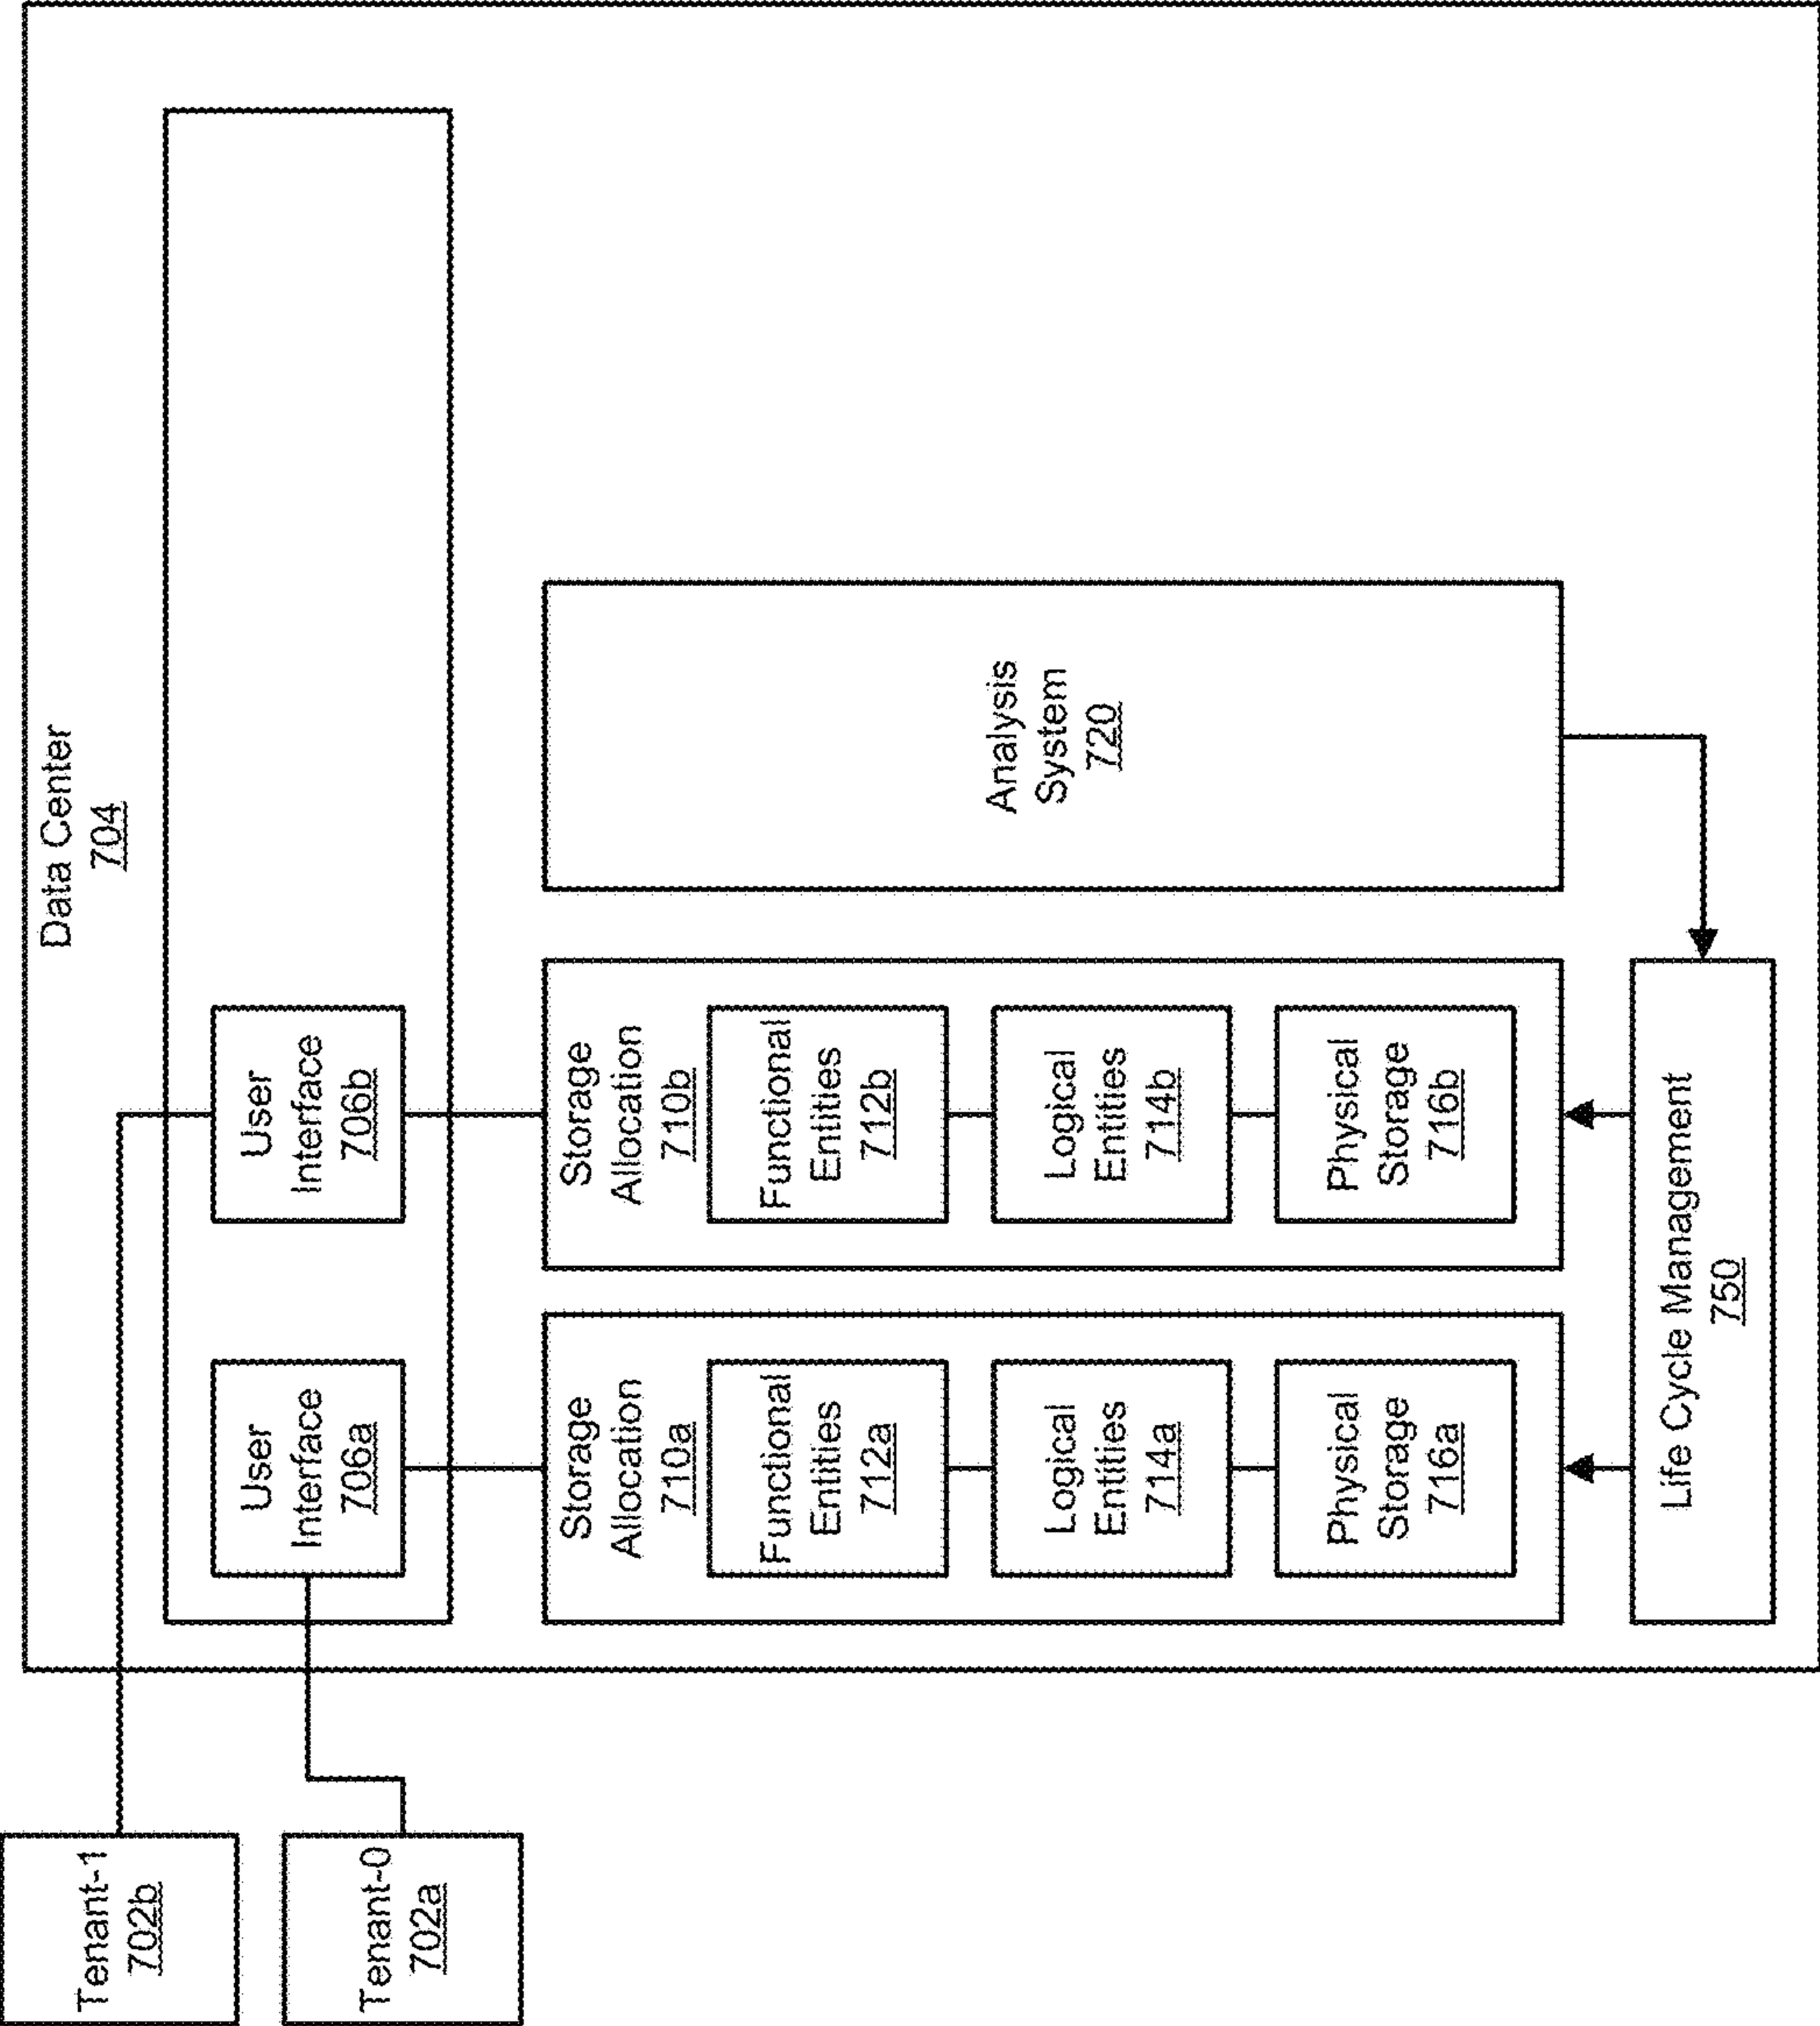 Data Center
704
Tenant-1
702b
Tenant-0
702a
User
Interface
706a
User
Interface
706b
Storage
Allocation
710a
Functional
Entities
712a
Logical
Entities
714a
Physical
Storage
716a
Storage
Allocation
710b
Functional
Entities
712b
Logical
Entities
714b
Physical
Storage
716b
Analysis
System
720
Life Cycle Management
750